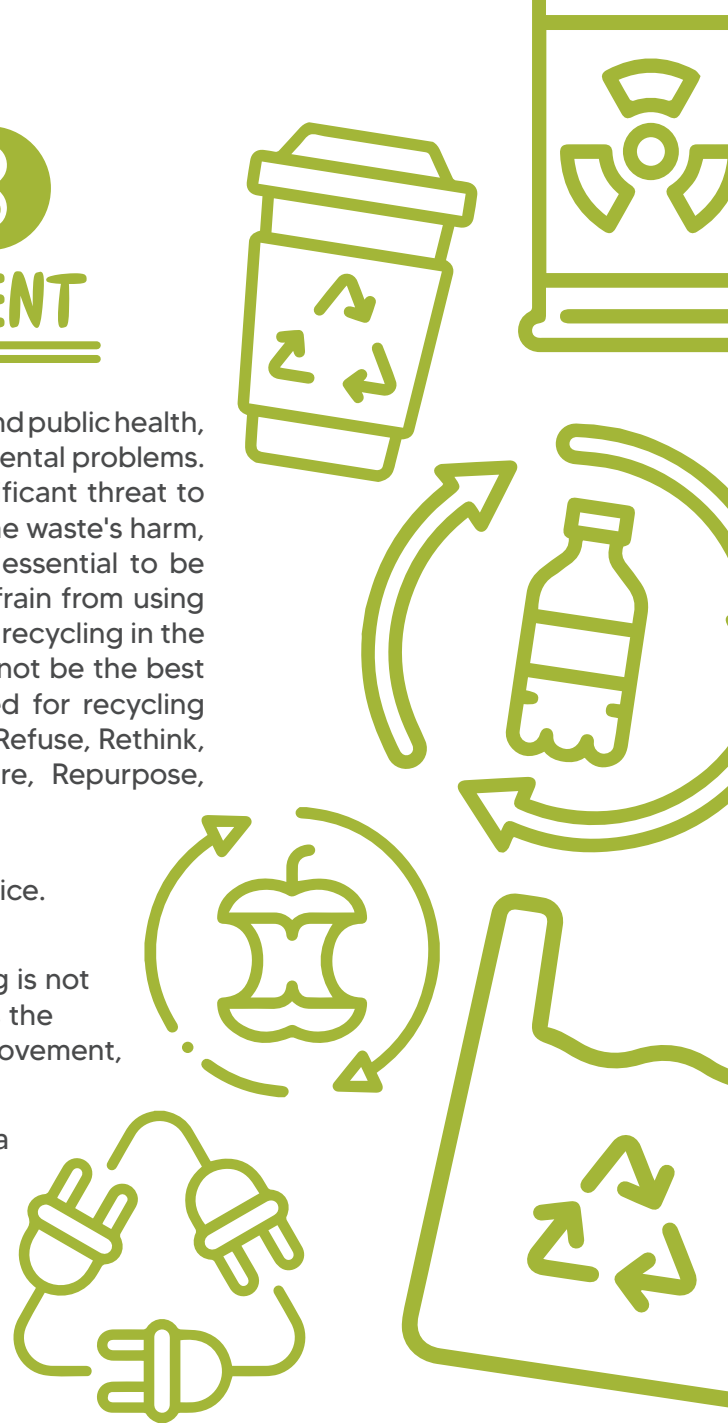 ENT
nd public health,
ental problems.
ficant threat to
ne waste's harm,
essential to be
frain from using
recycling in the
not be the best
ed for recycling
Refuse, Rethink,
re, Repurpose,
ice.
g is not
the
ovement,
a